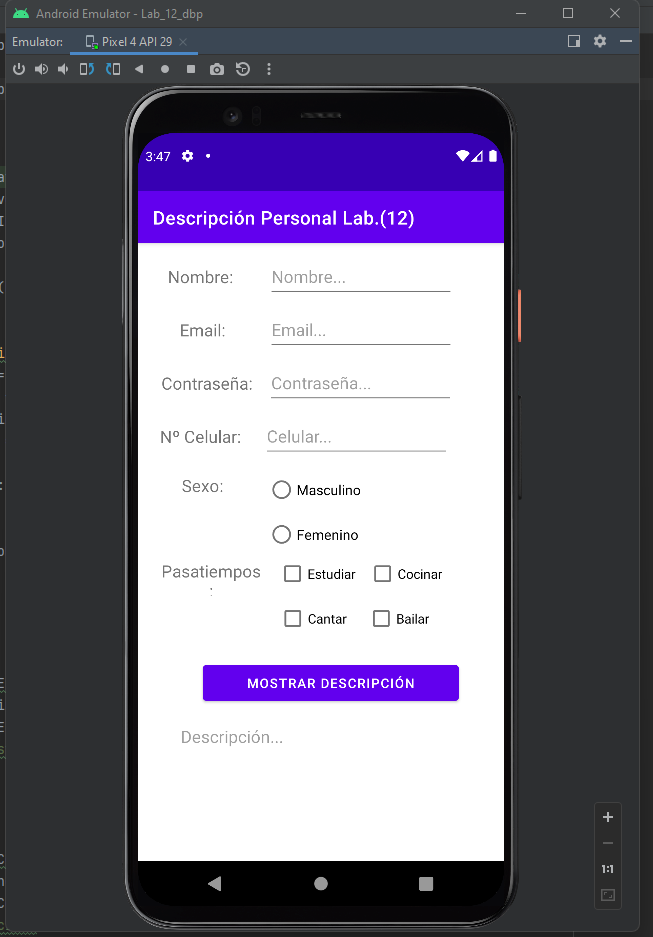 Android Emulator - Lab_12_dbp
Emulator: Pixel 4 API 29
3:47
Descripción Personal Lab.(12)
Nombre: Nombre...
Email: Email...
Contraseña: Contraseña...
Nº Celular: Celular...
Sexo: Masculino
Femenino
Pasatiempos Estudiar Cocinar
:
Cantar Bailar
MOSTRAR DESCRIPCIÓN
Descripción...
1:1